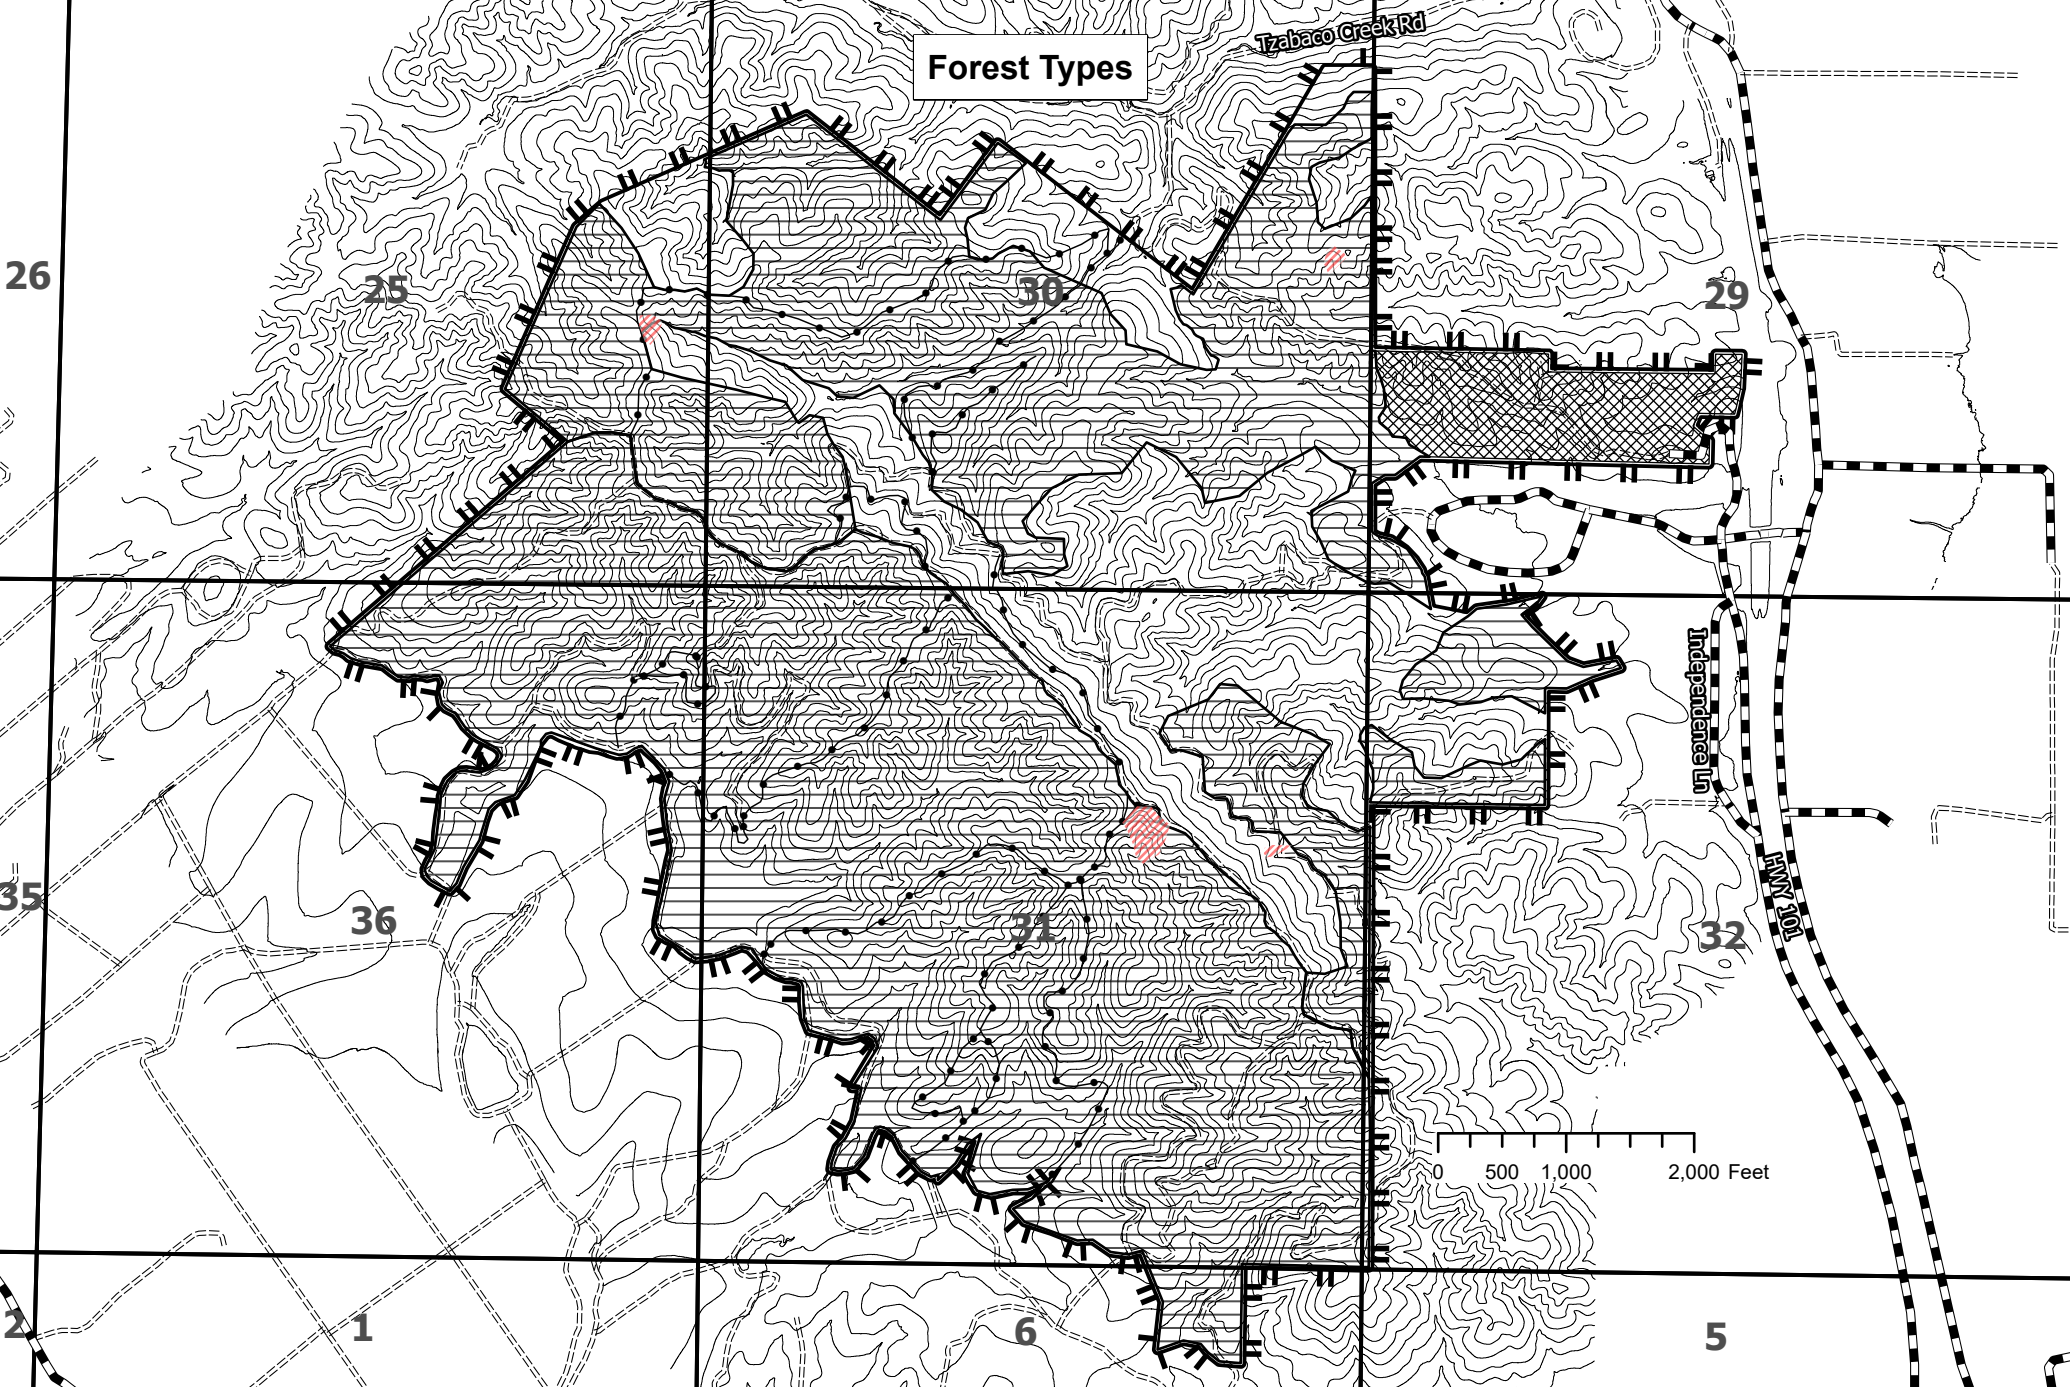 Tzabaco Creek Rd
Forest Types
26
25
30
29
Independence Ln
HWY 101
35
36
31
32
0 500 1,000 2,000 Feet
2
1
6
5